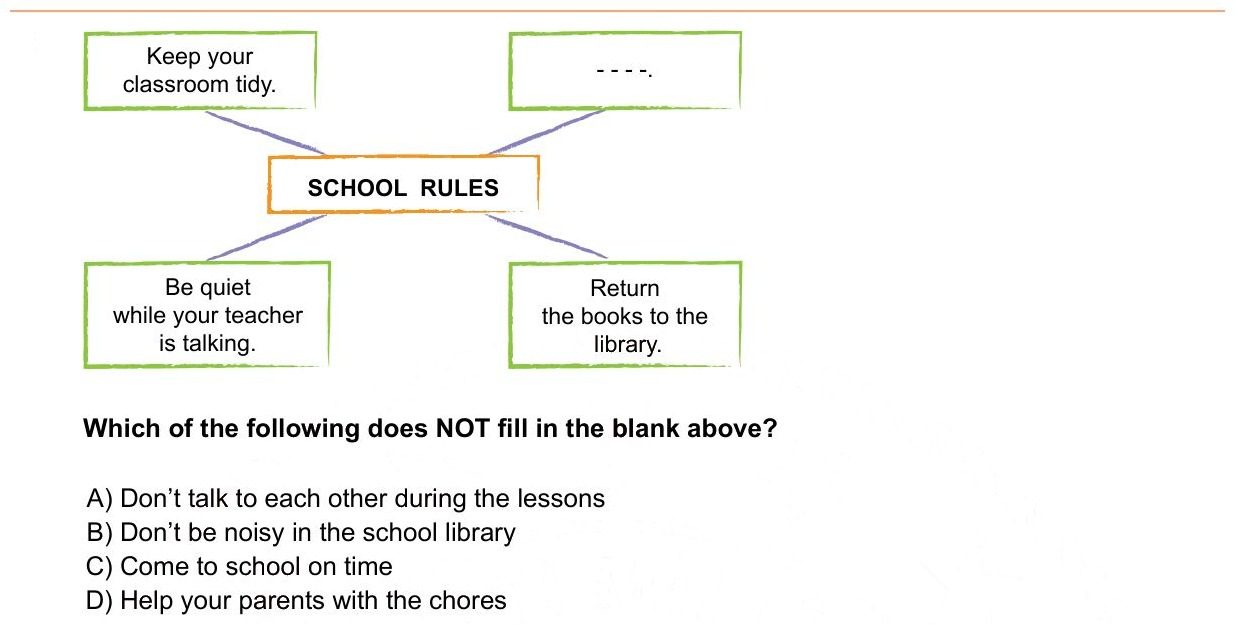 Keep your
classroom tidy.
- - - -.
SCHOOL RULES
Be quiet
while your teacher
is talking.
Return
the books to the
library.
Which of the following does NOT fill in the blank above?
A) Don’t talk to each other during the lessons
B) Don’t be noisy in the school library
C) Come to school on time
D) Help your parents with the chores